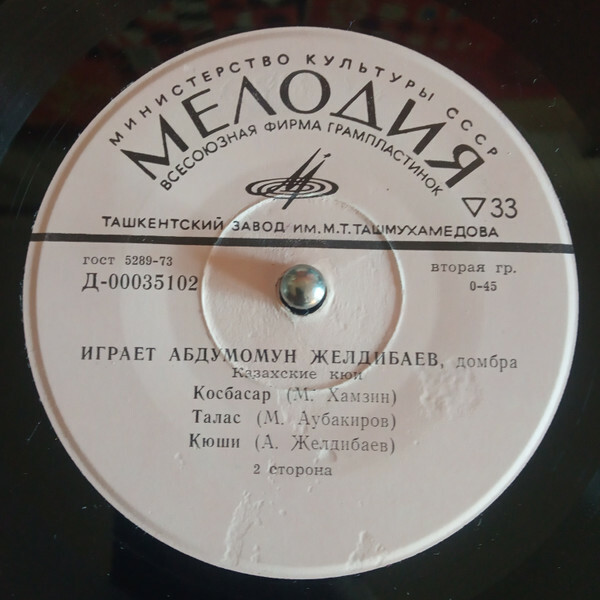 МИНИСТЕРСТВО КУЛЬТУРЫ СССР
МЕЛОДИЯ
ВСЕСОЮЗНАЯ ФИРМА ГРАМПЛАСТИНОК
▽33
ТАШКЕНТСКИЙ ЗАВОД ИМ. М.Т. ТАШМУХАМЕДОВА
гост 5289-73
Д-00035102
вторая гр.
0-45
ИГРАЕТ АБДУМОМУН ЖЕЛДИБАЕВ, домбра
Казахские кюи
Қосбасар (М. Хамзин)
Талас (М. Аубакиров)
Қюши (А. Желдибаев)
2 сторона